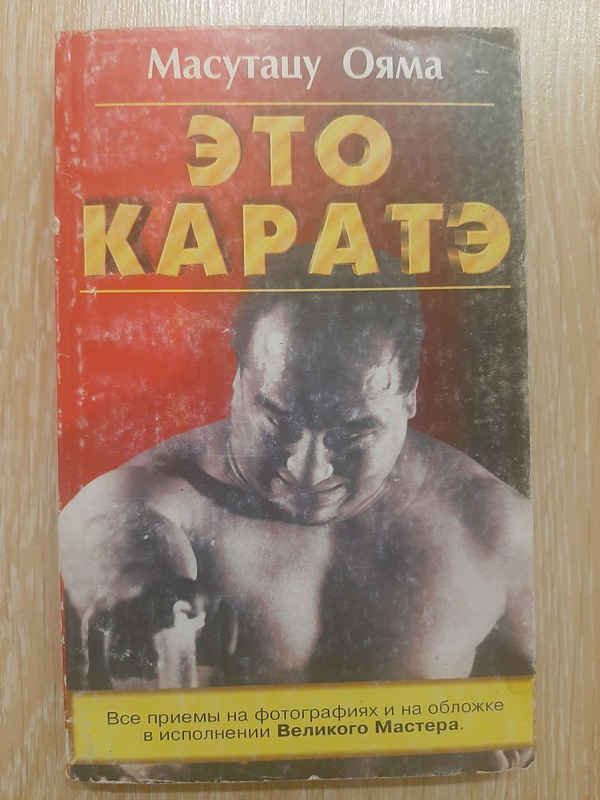 Масутацу Ояма
ЭТО
КАРАТЭ
Все приемы на фотографиях и на обложке
в исполнении Великого Мастера.